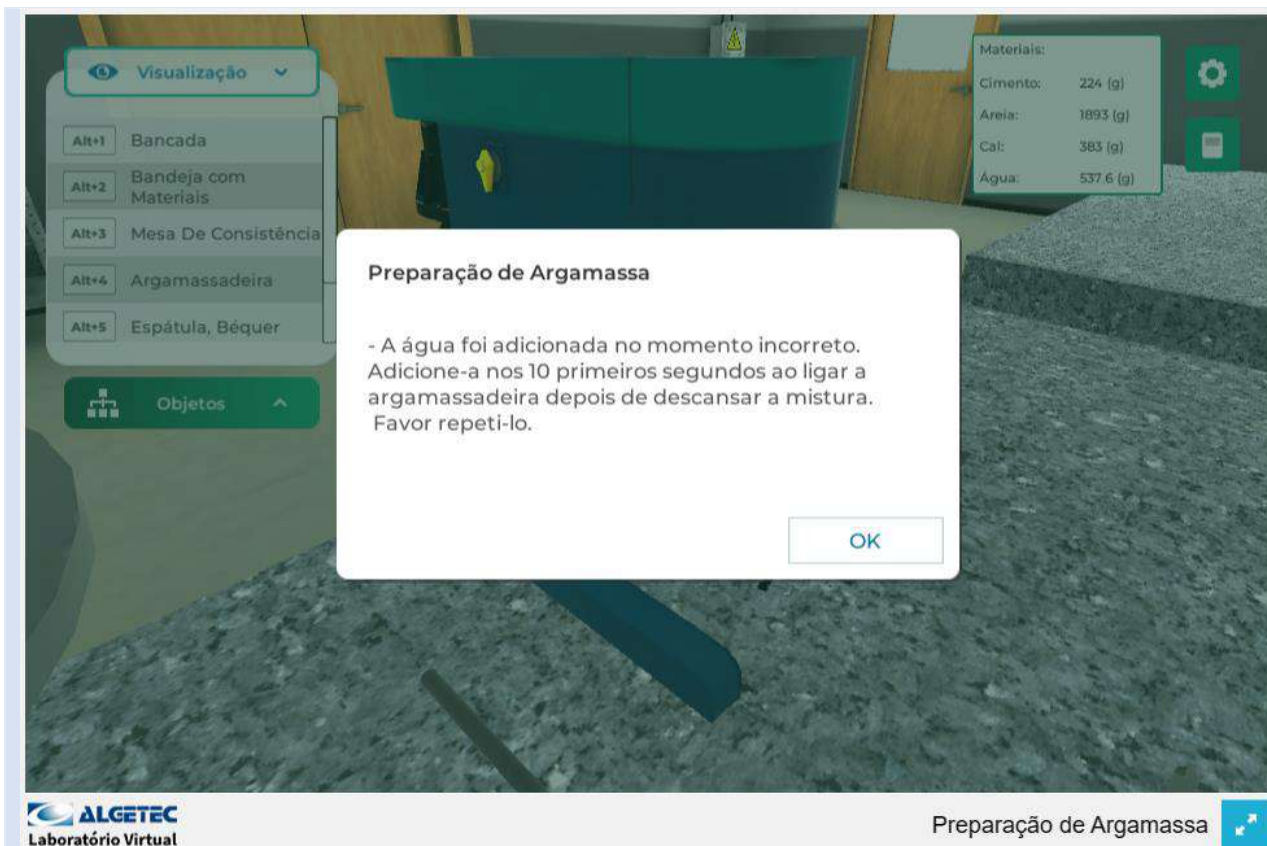 Visualização
Alt+1 Bancada
Alt+2 Bandeja com
Materiais
Alt+3 Mesa De Consistência
Alt+4 Argamassadeira
Alt+5 Espátula, Béquer
Objetos
Materiais:
Cimento: 224 (g)
Areia: 1893 (g)
Cal: 383 (g)
Água: 537.6 (g)
Preparação de Argamassa
- A água foi adicionada no momento incorreto.
Adicione-a nos 10 primeiros segundos ao ligar a
argamassadeira depois de descansar a mistura.
Favor repeti-lo.
OK
ALGETEC
Laboratório Virtual
Preparação de Argamassa